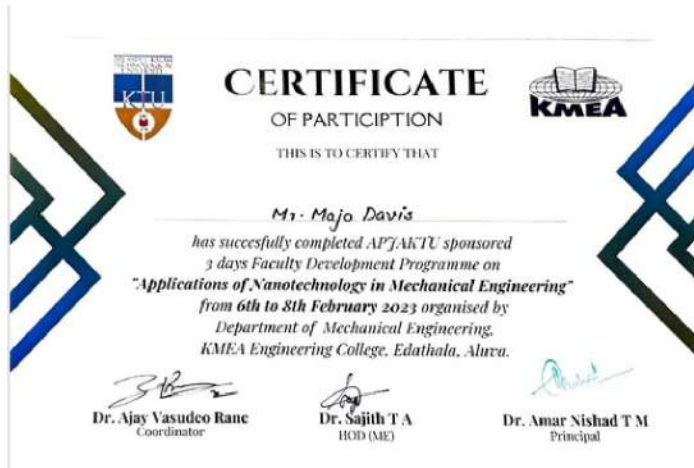 KTU
CERTIFICATE
KMEA
OF PARTICIPTION
THIS IS TO CERTIFY THAT
Mr. Majo Davis
has succesfully completed APJAKTU sponsored
3 days Faculty Development Programme on
"Applications of Nanotechnology in Mechanical Engineering"
from 6th to 8th February 2023 organised by
Department of Mechanical Engineering,
KMEA Engineering College, Edathala, Aluva.
Dr. Ajay Vasudeo Rane
Coordinator
Dr. Sajith T A
HOD (ME)
Dr. Amar Nishad T M
Principal